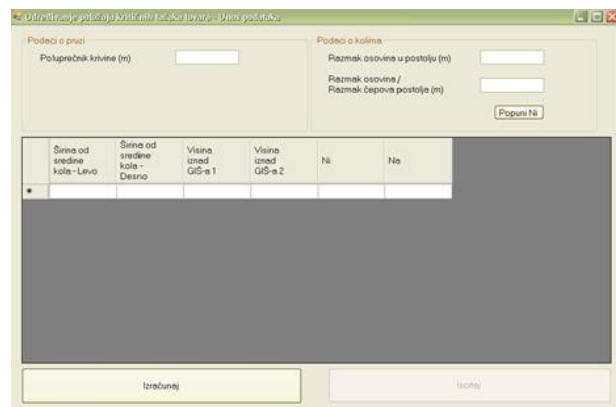 Određivanje položaja kritičnih tačaka tovara - Unos podataka
Podaci o pruzi
Poluprečnik krivine (m)
Podaci o kolima
Razmak osovina u postolju (m)
Razmak osovina /
Razmak čepova postolja (m)
Popuni Ni
Širina od
sredine
kola - Levo
Širina od
sredine
kola -
Desno
Visina
iznad
GIŠ-a 1
Visina
iznad
GIŠ-a 2
Ni
Na
Izračunaj
Iscrtaj